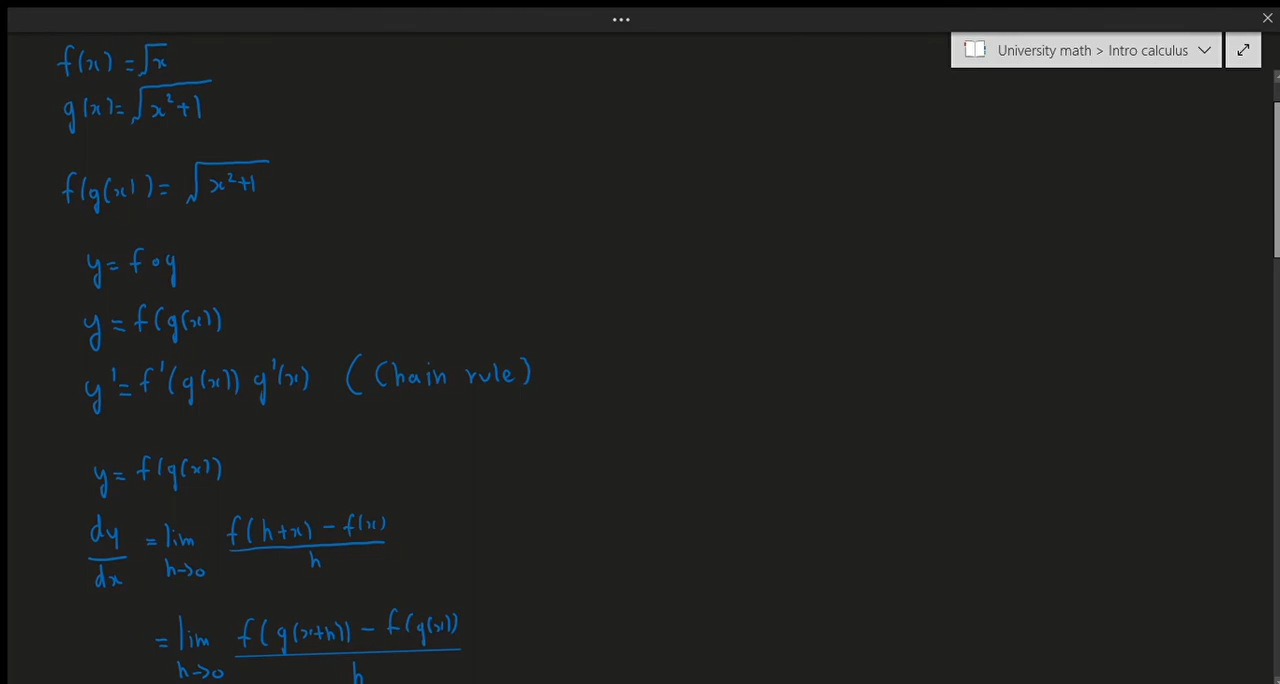 •••
University math > Intro calculus
f(x) = √x
g(x) = √(x²+1)
f(g(x)) = √(x²+1)
y = f∘g
y = f(g(x))
y' = f'(g(x)) g'(x) (Chain rule)
y = f(g(x))
dy/dx = lim h→0 (f(h+x) − f(x))/h
= lim h→0 (f(g(x+h)) − f(g(x)))/h